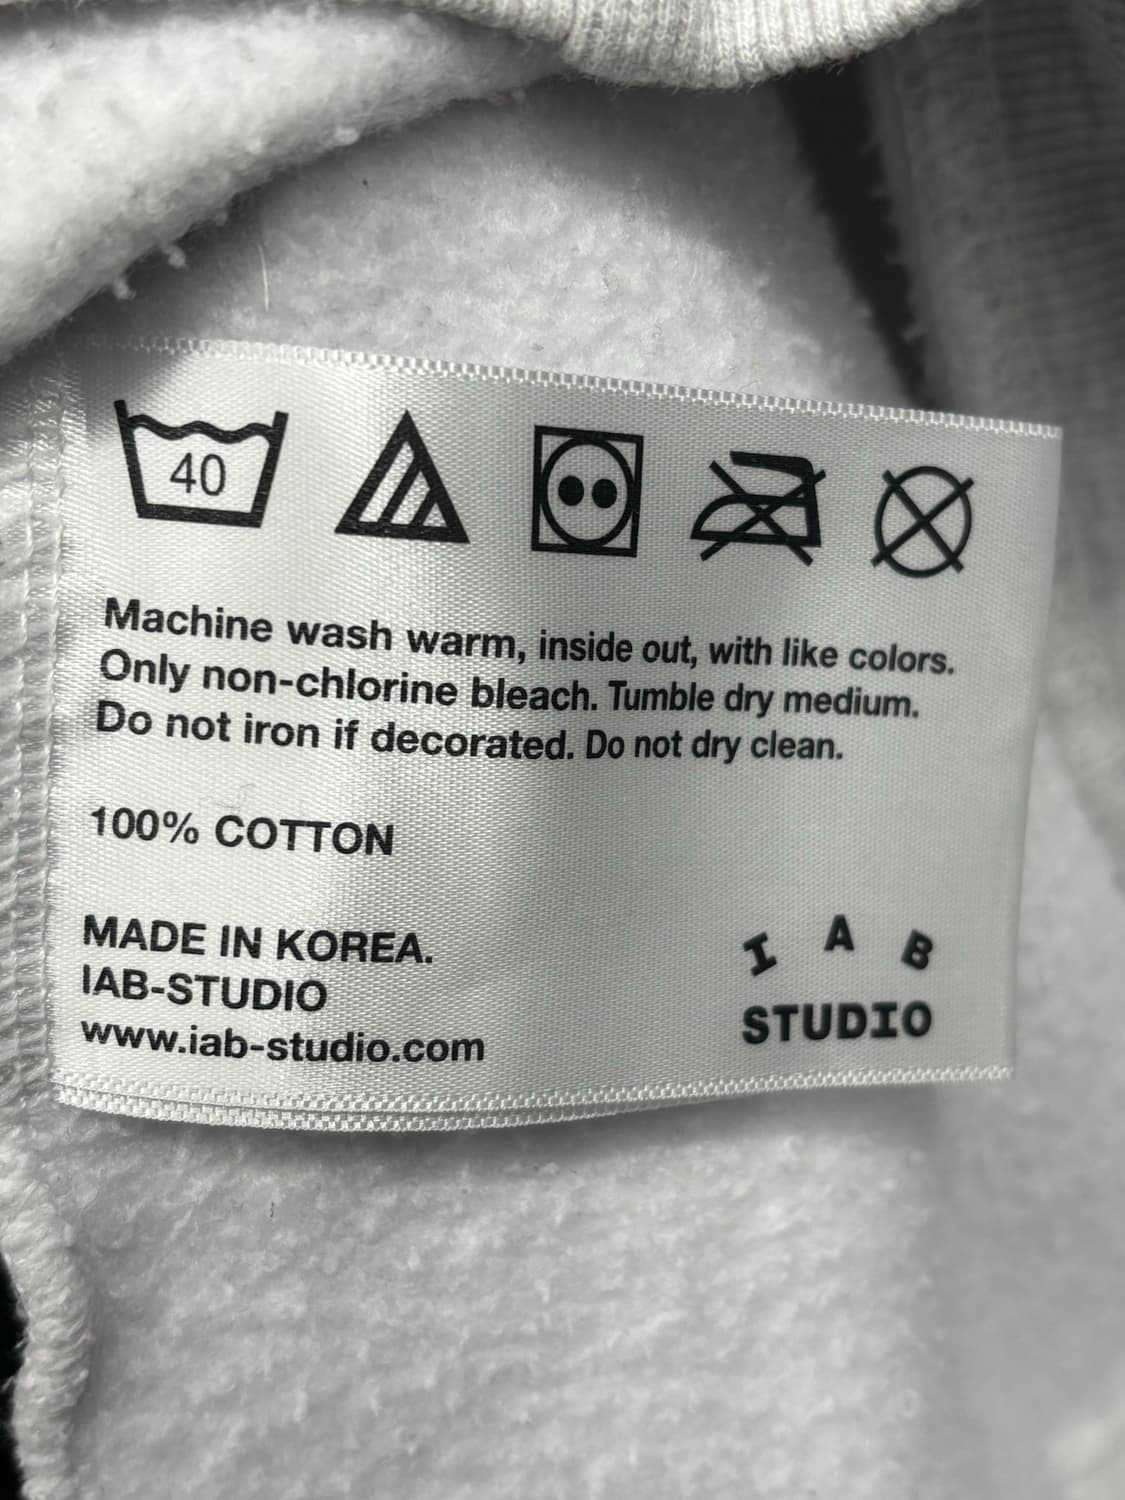 40
Machine wash warm, inside out, with like colors.
Only non-chlorine bleach. Tumble dry medium.
Do not iron if decorated. Do not dry clean.
100% COTTON
MADE IN KOREA.
IAB-STUDIO
www.iab-studio.com
I A B
STUDIO